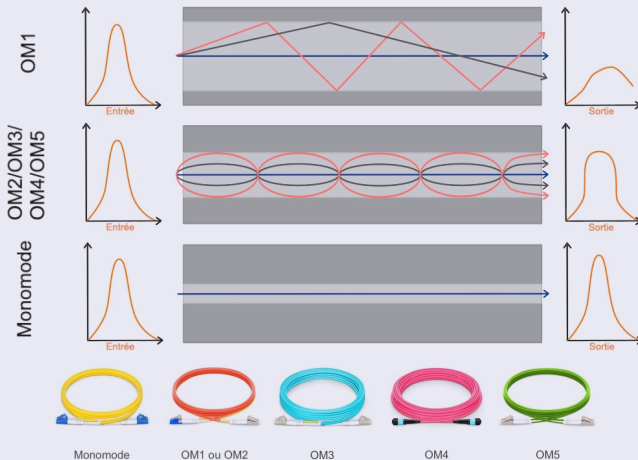 OM1
Entrée
Sortie
OM2/OM3/
OM4/OM5
Entrée
Sortie
Monomode
Entrée
Sortie
Monomode
OM1 ou OM2
OM3
OM4
OM5